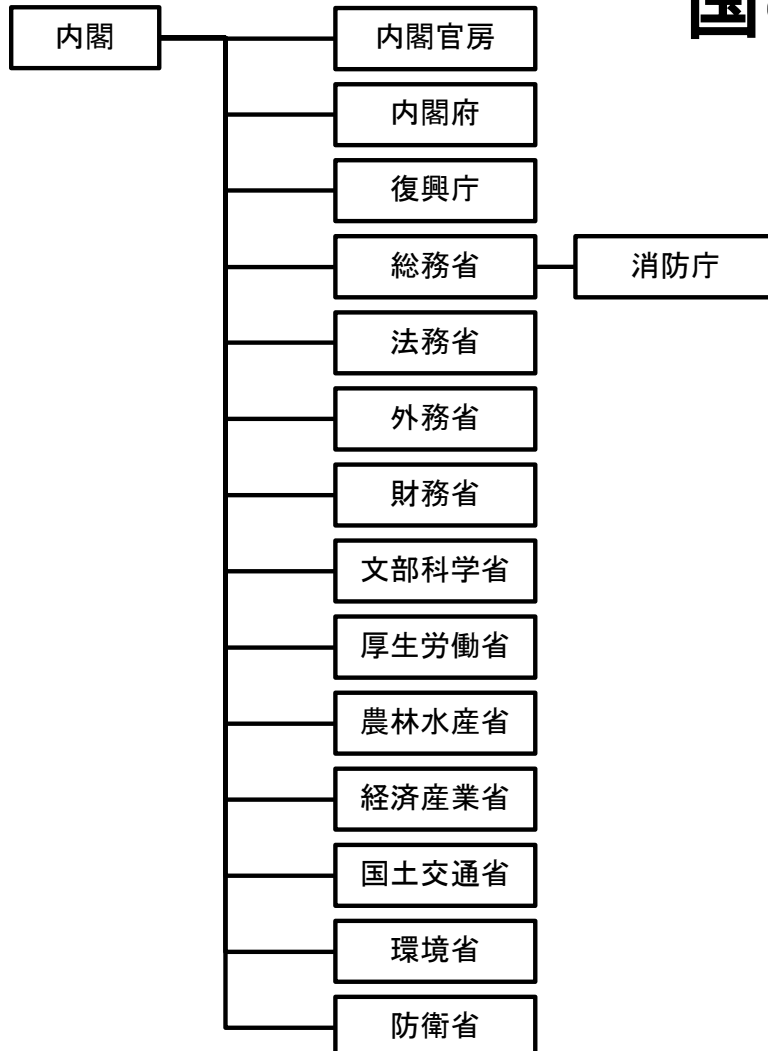 国
内閣
内閣官房
内閣府
復興庁
総務省
消防庁
法務省
外務省
財務省
文部科学省
厚生労働省
農林水産省
経済産業省
国土交通省
環境省
防衛省